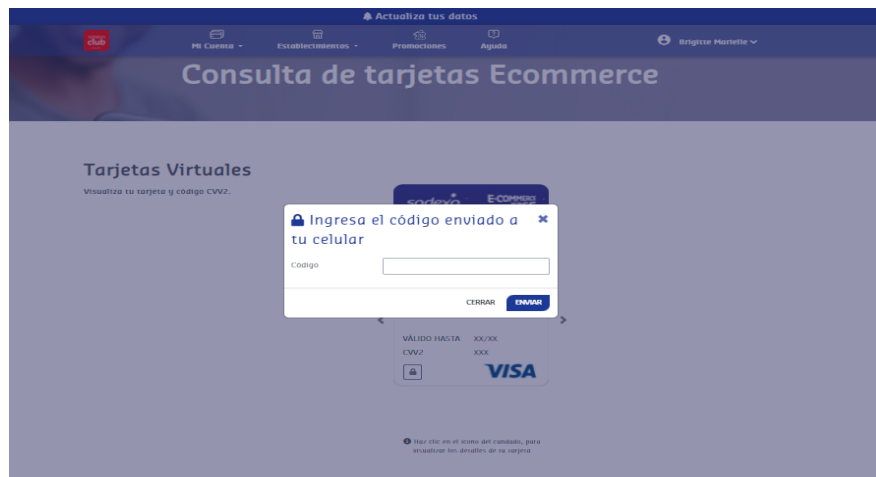 Actualiza tus datos
club
Mi Cuenta
Establecimientos
Promociones
Ayuda
Brigitte Marielle
Consulta de tarjetas Ecommerce
Tarjetas Virtuales
Visualiza tu tarjeta y código CVV2.
sodexo
E-COMMERCE
Ingresa el código enviado a
tu celular
Código
CERRAR
ENVIAR
VÁLIDO HASTA XX/XX
CVV2 XXX
VISA
Haz clic en el icono del candado, para
visualizar los detalles de tu tarjeta